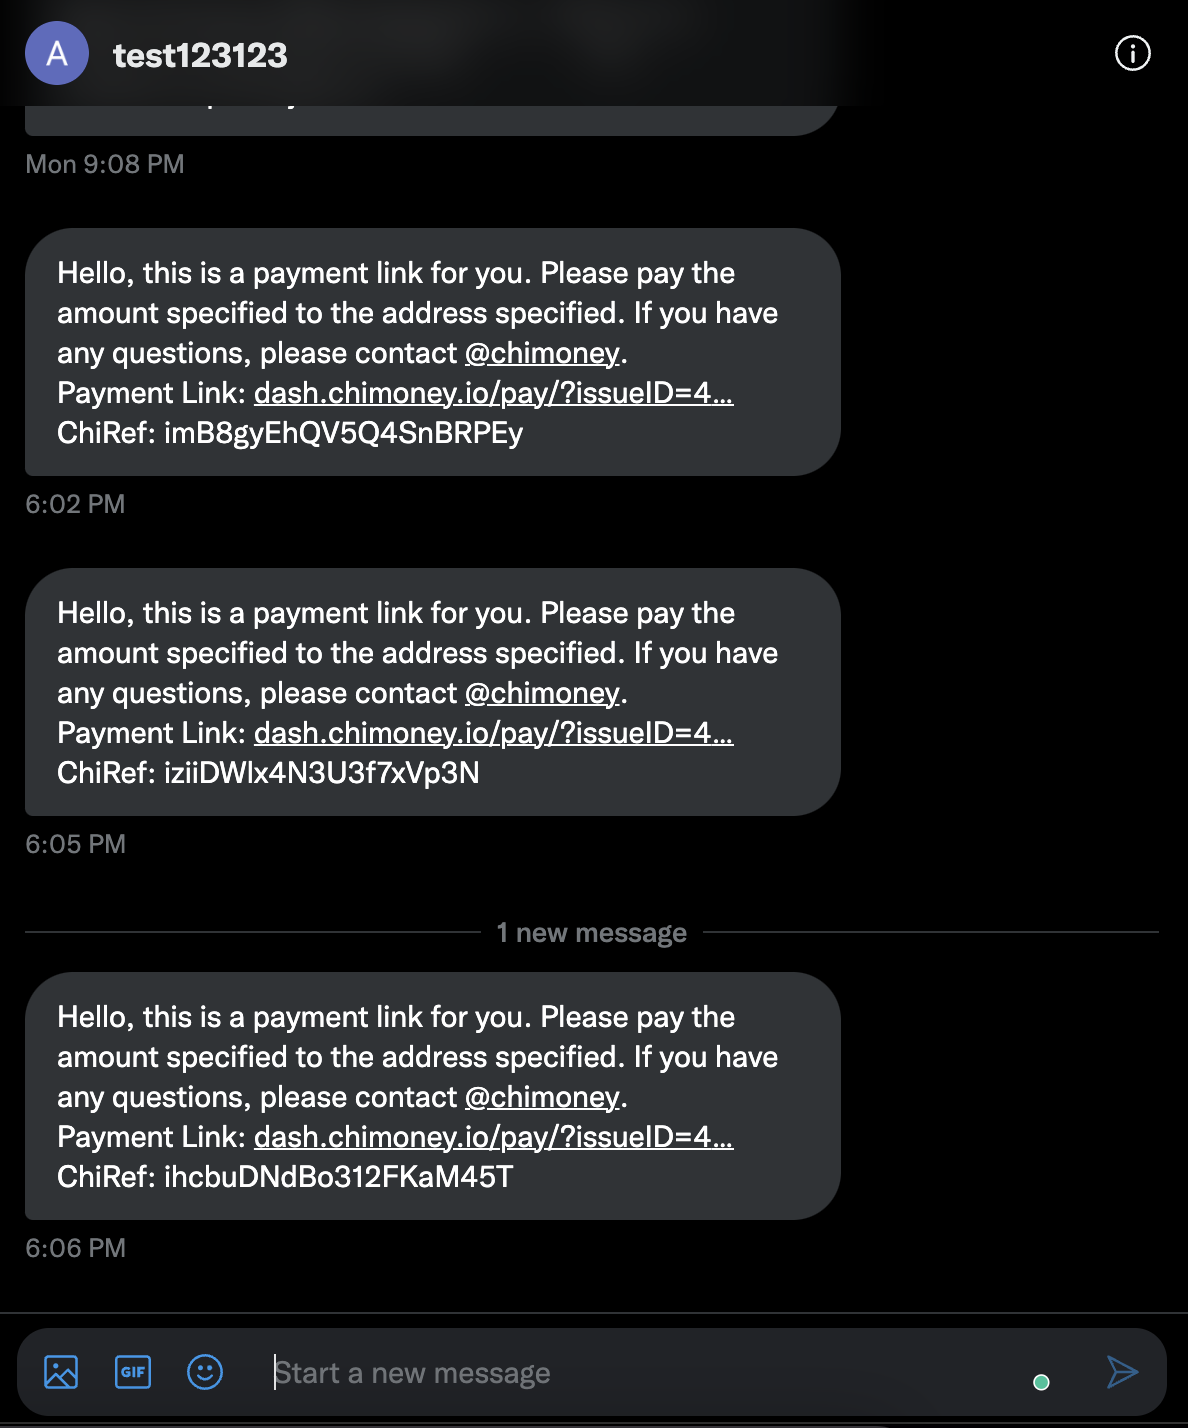 A
test123123
Mon 9:08 PM
Hello, this is a payment link for you. Please pay the
amount specified to the address specified. If you have
any questions, please contact @chimoney.
Payment Link: dash.chimoney.io/pay/?issueID=4...
ChiRef: imB8gyEhQV5Q4SnBRPEy
6:02 PM
Hello, this is a payment link for you. Please pay the
amount specified to the address specified. If you have
any questions, please contact @chimoney.
Payment Link: dash.chimoney.io/pay/?issueID=4...
ChiRef: iziiDWlx4N3U3f7xVp3N
6:05 PM
1 new message
Hello, this is a payment link for you. Please pay the
amount specified to the address specified. If you have
any questions, please contact @chimoney.
Payment Link: dash.chimoney.io/pay/?issueID=4...
ChiRef: ihcbuDNdBo312FKaM45T
6:06 PM
GIF
Start a new message